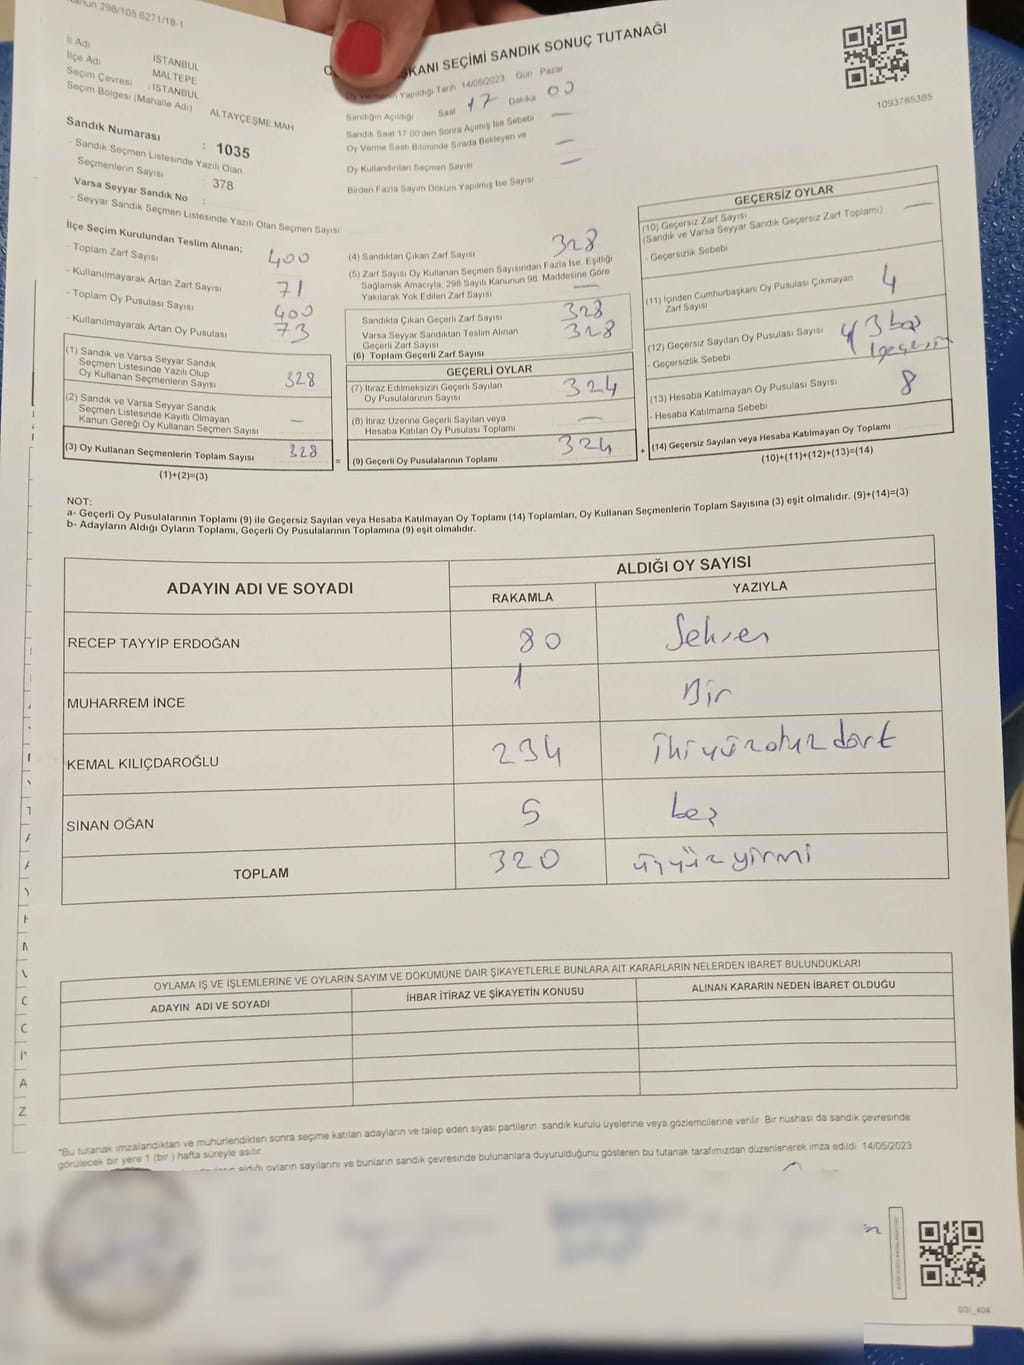 Kanun 298/105,6271/18-1
KANI SEÇİMİ SANDIK SONUÇ TUTANAĞI
1093785385
İl Adı İSTANBUL
İlçe Adı MALTEPE
Seçim Çevresi : İSTANBUL
Seçim Bölgesi (Mahalle Adı) ALTAYÇEŞME MAH
Sandık Numarası : 1035
- Sandık Seçmen Listesinde Yazılı Olan
Seçmenlerin Sayısı : 378
Varsa Seyyar Sandık No :
- Seyyar Sandık Seçmen Listesinde Yazılı Olan Seçmen Sayısı
Oy Vermenin Yapıldığı Tarih 14/05/2023 Gün Pazar
Sandığın Açıldığı Saat 17 Dakika 00
Sandık Saat 17:00'den Sonra Açılmış İse Sebebi —
Oy Verme Saati Bitiminde Sırada Bekleyen ve
Oy Kullandırılan Seçmen Sayısı —
Birden Fazla Sayım Döküm Yapılmış İse Sayısı —
İlçe Seçim Kurulundan Teslim Alınan;
- Toplam Zarf Sayısı 400
- Kullanılmayarak Artan Zarf Sayısı 71
- Toplam Oy Pusulası Sayısı 400
- Kullanılmayarak Artan Oy Pusulası 73
(1) Sandık ve Varsa Seyyar Sandık
Seçmen Listesinde Yazılı Olup
Oy Kullanan Seçmenlerin Sayısı 328
(2) Sandık ve Varsa Seyyar Sandık
Seçmen Listesinde Kayıtlı Olmayan
Kanun Gereği Oy Kullanan Seçmen Sayısı —
(3) Oy Kullanan Seçmenlerin Toplam Sayısı 328
(1)+(2)=(3)
(4) Sandıktan Çıkan Zarf Sayısı 328
(5) Zarf Sayısı Oy Kullanan Seçmen Sayısından Fazla İse, Eşitliği
Sağlamak Amacıyla, 298 Sayılı Kanunun 98. Maddesine Göre
Yakılarak Yok Edilen Zarf Sayısı —
Sandıkta Çıkan Geçerli Zarf Sayısı 328
Varsa Seyyar Sandıktan Teslim Alınan
Geçerli Zarf Sayısı 328
(6) Toplam Geçerli Zarf Sayısı
GEÇERLİ OYLAR
(7) İtiraz Edilmeksizin Geçerli Sayılan
Oy Pusulalarının Sayısı 324
(8) İtiraz Üzerine Geçerli Sayılan veya
Hesaba Katılan Oy Pusulası Toplamı —
= (9) Geçerli Oy Pusulalarının Toplamı 324
GEÇERSİZ OYLAR
(10) Geçersiz Zarf Sayısı
(Sandık ve Varsa Seyyar Sandık Geçersiz Zarf Toplamı) —
- Geçersizlik Sebebi
(11) İçinden Cumhurbaşkanı Oy Pusulası Çıkmayan
Zarf Sayısı 4
(12) Geçersiz Sayılan Oy Pusulası Sayısı 4 3 boş
- Geçersizlik Sebebi
(13) Hesaba Katılmayan Oy Pusulası Sayısı 8
- Hesaba Katılmama Sebebi
+ (14) Geçersiz Sayılan veya Hesaba Katılmayan Oy Toplamı
(10)+(11)+(12)+(13)=(14)
NOT:
a- Geçerli Oy Pusulalarının Toplamı (9) ile Geçersiz Sayılan veya Hesaba Katılmayan Oy Toplamı (14) Toplamları, Oy Kullanan Seçmenlerin Toplam Sayısına (3) eşit olmalıdır. (9)+(14)=(3)
b- Adayların Aldığı Oyların Toplamı, Geçerli Oy Pusulalarının Toplamına (9) eşit olmalıdır.
ADAYIN ADI VE SOYADI ALDIĞI OY SAYISI
RAKAMLA YAZIYLA
RECEP TAYYİP ERDOĞAN 80 Seksen
MUHARREM İNCE 1 Bir
KEMAL KILIÇDAROĞLU 234 ikiyüzotuzdört
SİNAN OĞAN 5 beş
TOPLAM 320 üçyüzyirmi
OYLAMA İŞ VE İŞLEMLERİNE VE OYLARIN SAYIM VE DÖKÜMÜNE DAİR ŞİKAYETLERLE BUNLARA AİT KARARLARIN NELERDEN İBARET BULUNDUKLARI
ADAYIN ADI VE SOYADI İHBAR İTİRAZ VE ŞİKAYETİN KONUSU ALINAN KARARIN NEDEN İBARET OLDUĞU
*Bu tutanak imzalandıktan ve mühürlendikten sonra seçime katılan adayların ve talep eden siyasi partilerin, sandık kurulu üyelerine veya gözlemcilerine verilir. Bir nüshası da sandık çevresinde
görülecek bir yere 1 (bir ) hafta süreyle asılır.
aldığı oyların sayılarını ve bunların sandık çevresinde bulunanlara duyurulduğunu gösteren bu tutanak tarafımızdan düzenlenerek imza edildi. 14/05/2023
SSI_404